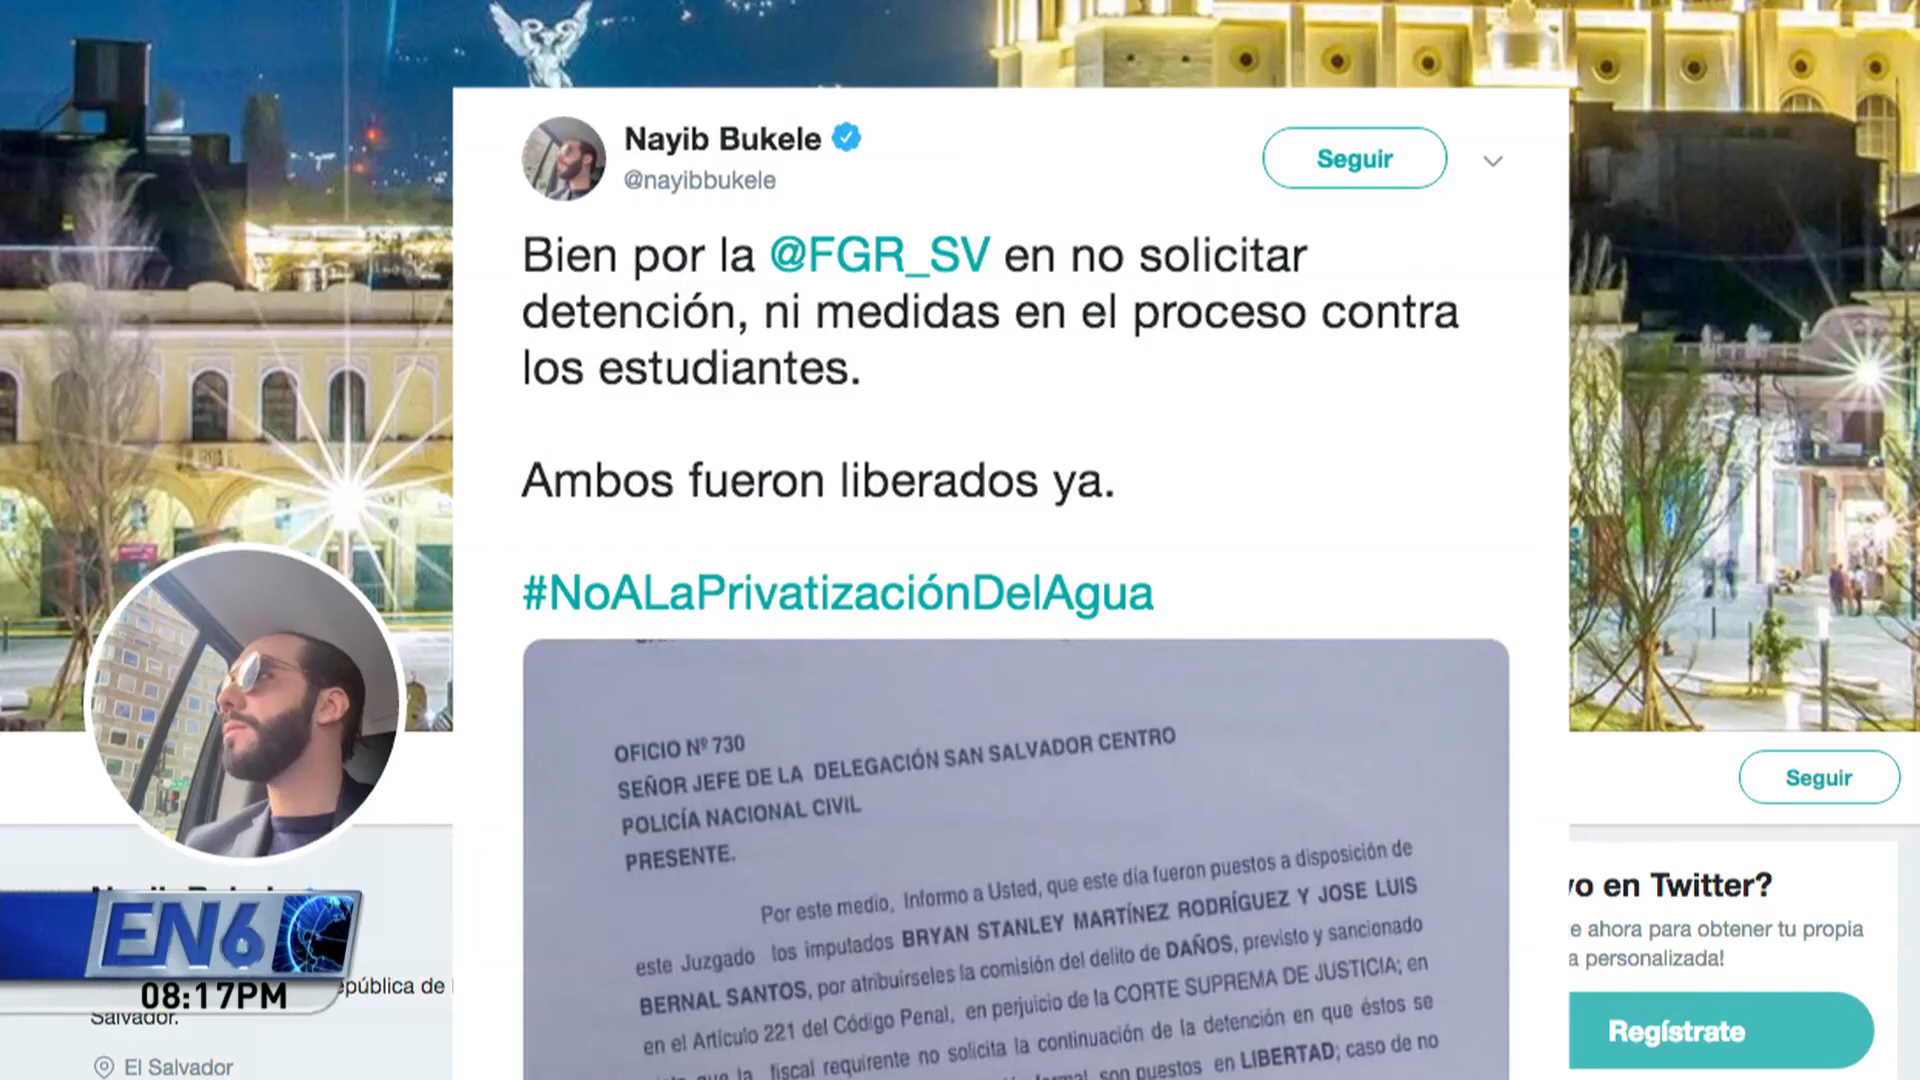 Nayib Bukele
@nayibbukele
Seguir
Bien por la @FGR_SV en no solicitar
detención, ni medidas en el proceso contra
los estudiantes.
Ambos fueron liberados ya.
#NoALaPrivatizaciónDelAgua
OFICIO Nº 730
SEÑOR JEFE DE LA DELEGACIÓN SAN SALVADOR CENTRO
POLICÍA NACIONAL CIVIL
PRESENTE.
Por este medio, Informo a Usted, que este día fueron puestos a disposición de
este Juzgado los imputados BRYAN STANLEY MARTÍNEZ RODRÍGUEZ Y JOSE LUIS
BERNAL SANTOS, por atribuirseles la comisión del delito de DAÑOS, previsto y sancionado
en el Artículo 221 del Código Penal, en perjuicio de la CORTE SUPREMA DE JUSTICIA; en
que la fiscal requirente no solicita la continuación de la detención en que éstos se
son puestos en LIBERTAD; caso de no
EN6
08:17PM
epública de
Salvador.
El Salvador
Seguir
vo en Twitter?
e ahora para obtener tu propia
a personalizada!
Regístrate